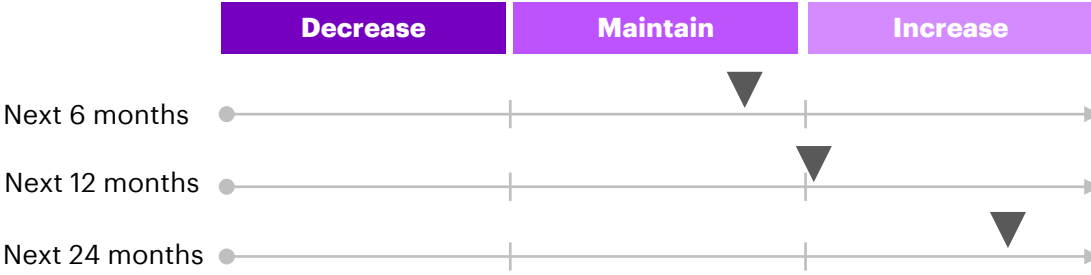 Decrease Maintain Increase
Next 6 months
Next 12 months
Next 24 months